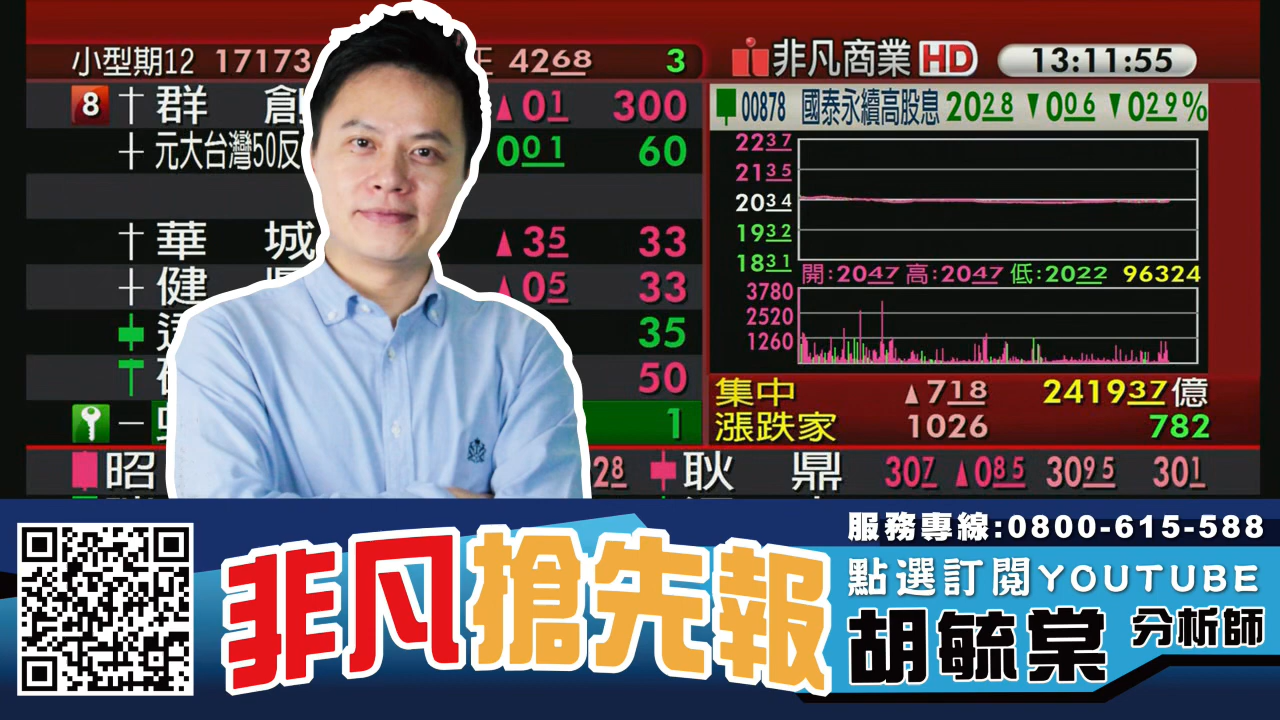 小型期12 17173 正 4268 3
非凡商業HD 13:11:55
8 群 創 ▲01 300
元大台灣50反 001 60
華 城 ▲35 33
健 鼎 ▲05 33
35
50
1
00878 國泰永續高股息 2028 ▼006 ▼029%
2237
2135
2034
1932
1831
開:2047 高:2047 低:2022 96324
3780
2520
1260
集中 ▲718 241937億
漲跌家 1026 782
昭 28 耿 鼎 307 ▲085 3095 301
非凡搶先報
服務專線:0800-615-588
點選訂閱YOUTUBE
胡毓棠 分析師